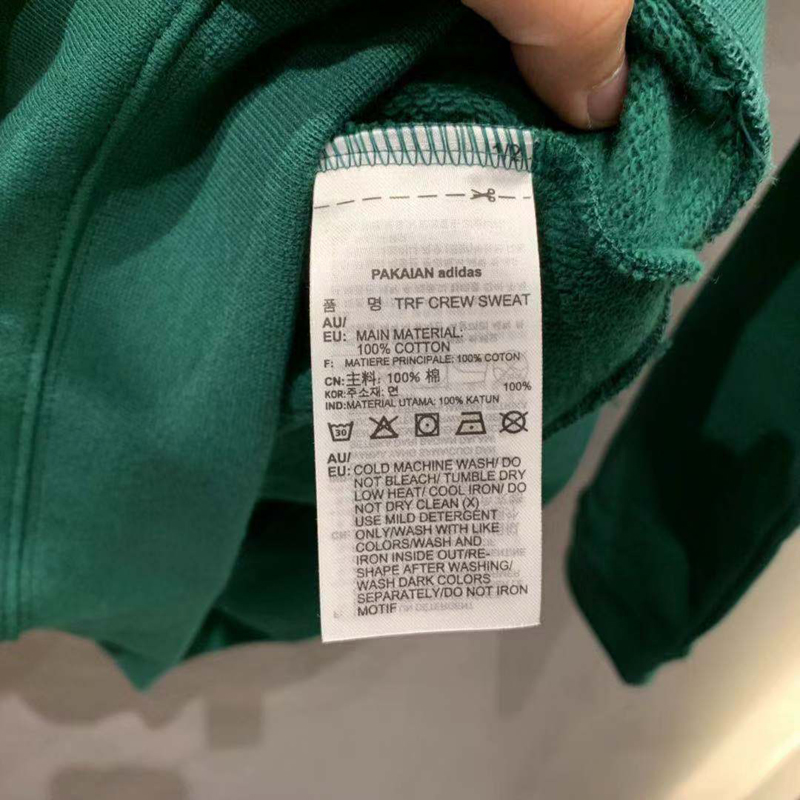 1/2
PAKAIAN adidas
품 명 TRF CREW SWEAT
AU/
EU: MAIN MATERIAL:
100% COTTON
F: MATIERE PRINCIPALE: 100% COTON
CN: 主料: 100% 棉
KOR: 주소재: 면 100%
IND: MATERIAL UTAMA: 100% KATUN
30
AU/
EU: COLD MACHINE WASH/ DO
NOT BLEACH/ TUMBLE DRY
LOW HEAT/ COOL IRON/ DO
NOT DRY CLEAN (X)
USE MILD DETERGENT
ONLY/WASH WITH LIKE
COLORS/WASH AND
IRON INSIDE OUT/RE-
SHAPE AFTER WASHING/
WASH DARK COLORS
SEPARATELY/DO NOT IRON
MOTIF